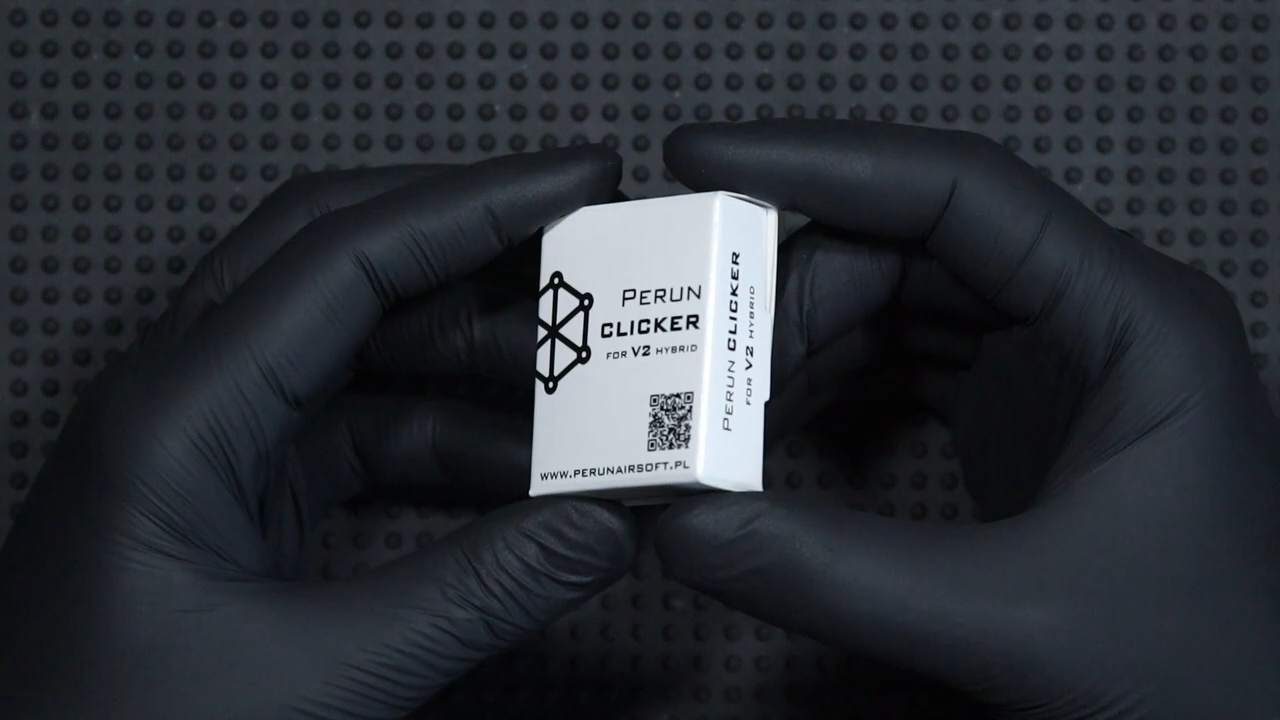 PERUN
CLICKER
FOR V2 HYBRID
WWW.PERUNAIRSOFT.PL
PERUN CLICKER
FOR V2 HYBRID